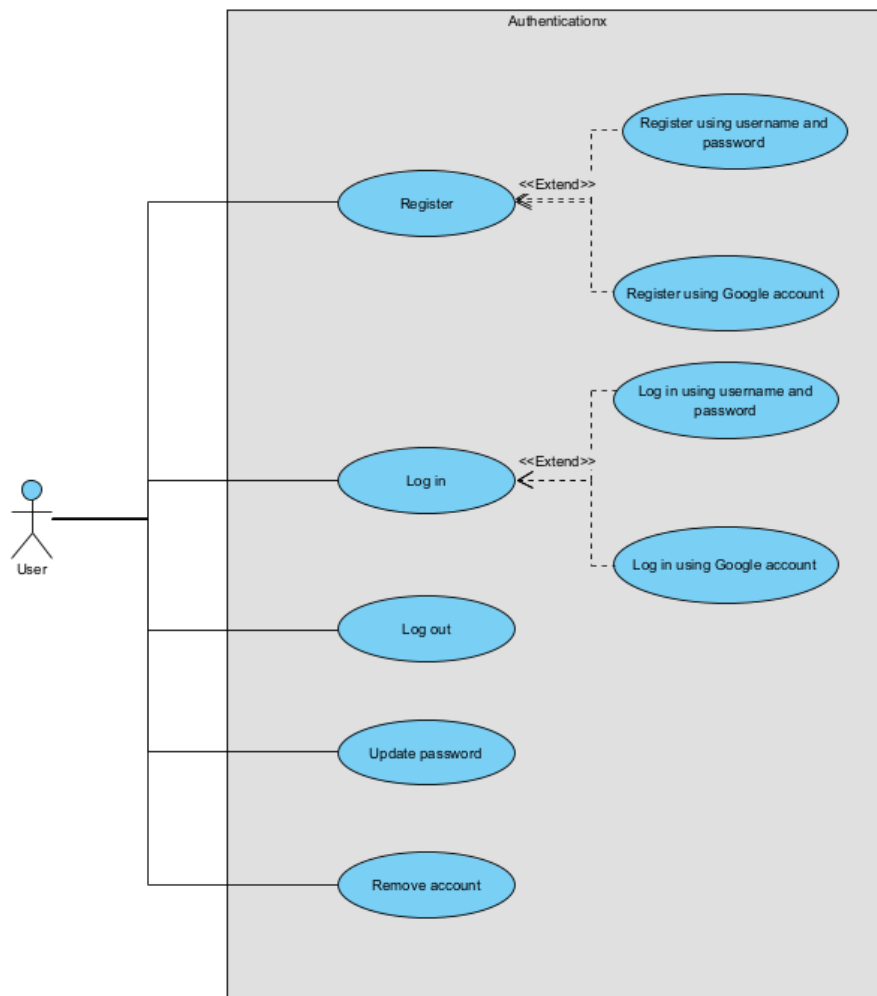 Authenticationx
Register using username and
password
<<Extend>>
Register
Register using Google account
Log in using username and
password
<<Extend>>
Log in
Log in using Google account
User
Log out
Update password
Remove account